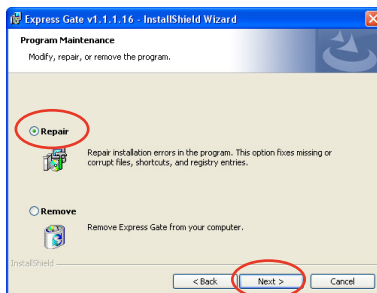 Express Gate v1.1.1.16 - InstallShield Wizard
Program Maintenance
Modify, repair, or remove the program.
Repair
Repair installation errors in the program. This option fixes missing or
corrupt files, shortcuts, and registry entries.
Remove
Remove Express Gate from your computer.
InstallShield
< Back Next > Cancel